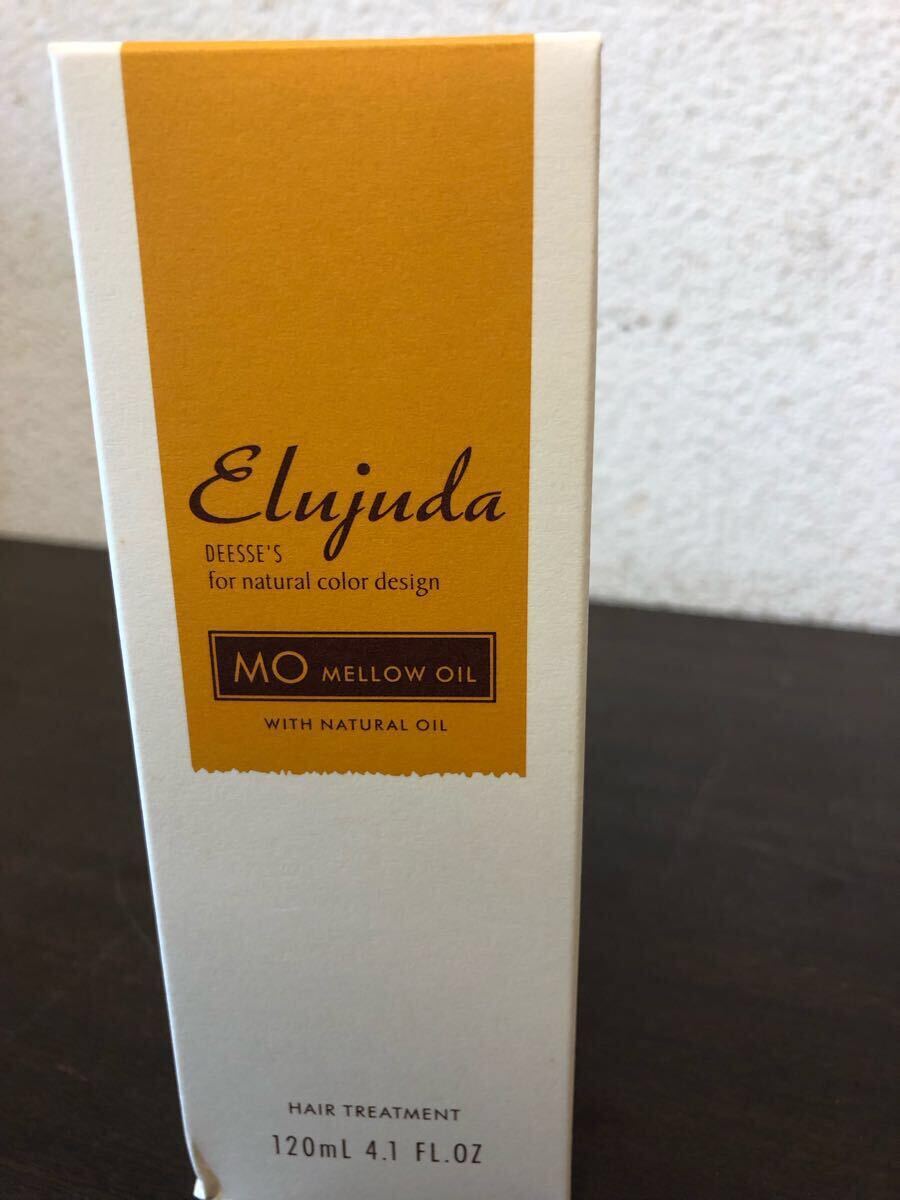 Elujuda
DEESSE'S
for natural color design
MO MELLOW OIL
WITH NATURAL OIL
HAIR TREATMENT
120mL 4.1 FL.OZ